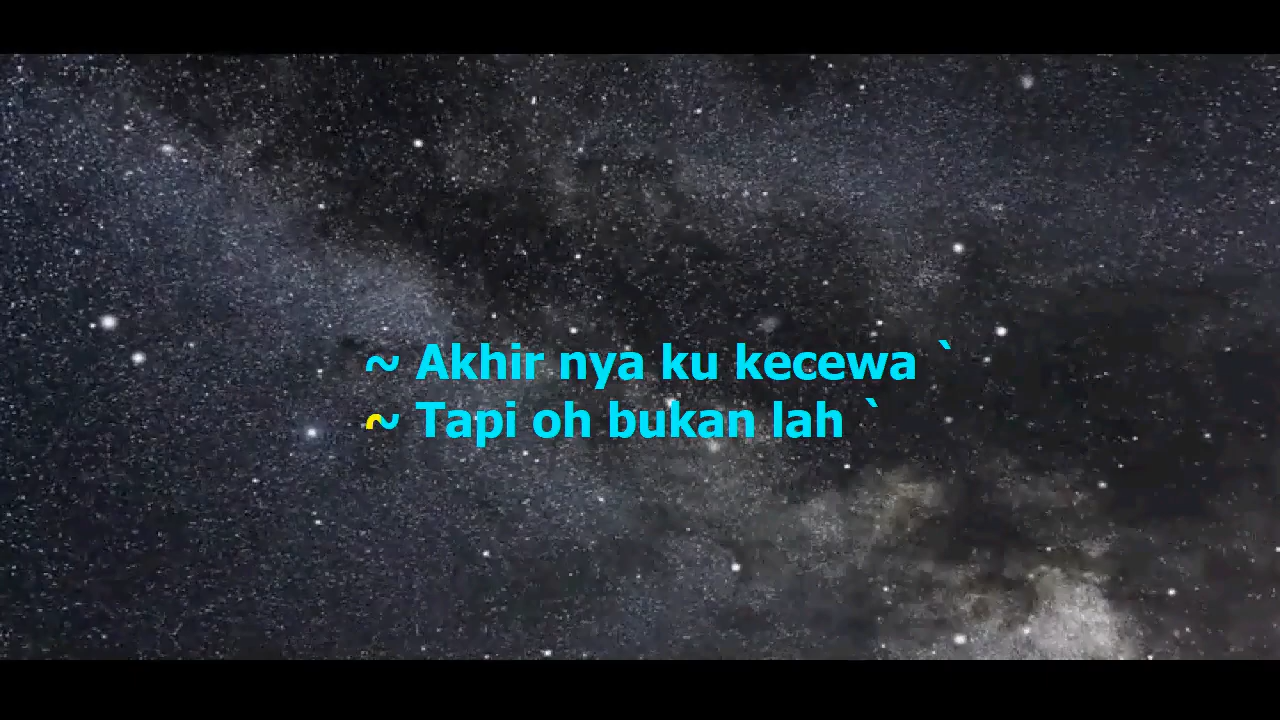 ~ Akhir nya ku kecewa `
~ Tapi oh bukan lah `